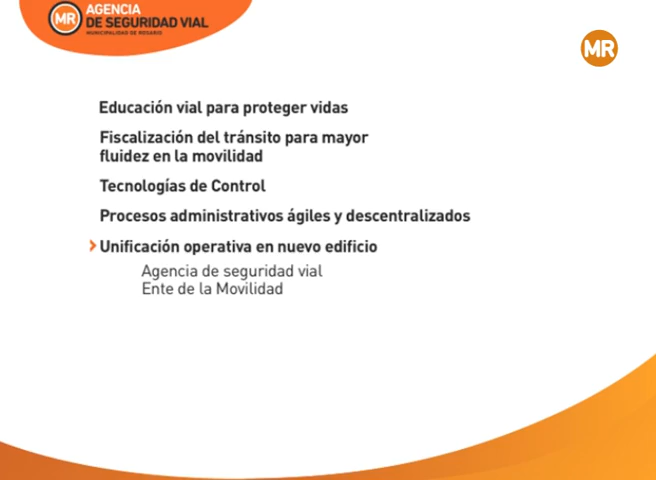 MR AGENCIA
DE SEGURIDAD VIAL
MUNICIPALIDAD DE ROSARIO
MR
Educación vial para proteger vidas
Fiscalización del tránsito para mayor
fluidez en la movilidad
Tecnologías de Control
Procesos administrativos ágiles y descentralizados
Unificación operativa en nuevo edificio
Agencia de seguridad vial
Ente de la Movilidad